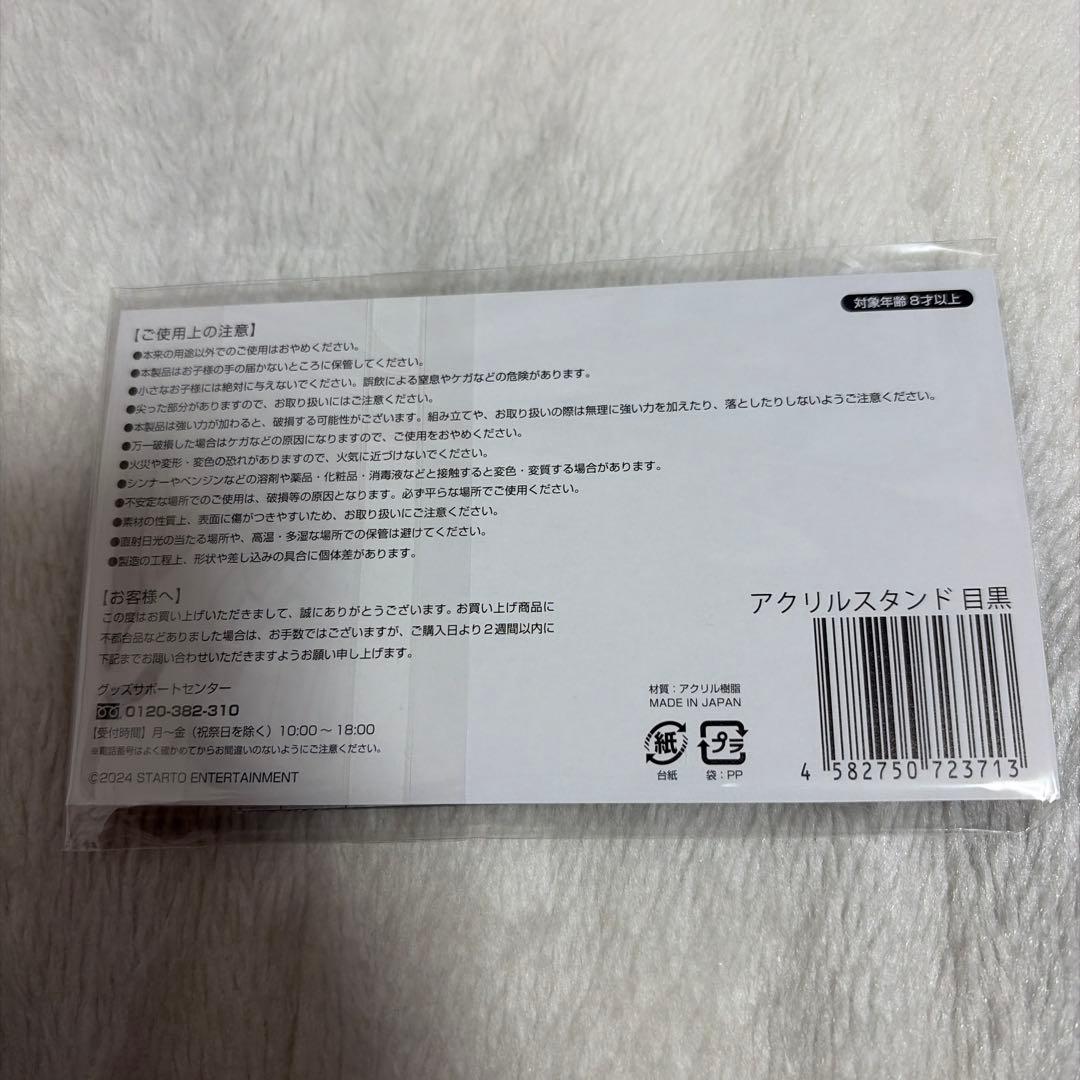 対象年齢 8才以上
【ご使用上の注意】
●本来の用途以外でのご使用はおやめください。
●本製品はお子様の手の届かないところに保管してください。
●小さなお子様には絶対に与えないでください。誤飲による窒息やケガなどの危険があります。
●尖った部分がありますので、お取り扱いにはご注意ください。
●本製品は強い力が加わると、破損する可能性がございます。組み立てや、お取り扱いの際は無理に強い力を加えたり、落としたりしないようご注意ください。
●万一破損した場合はケガなどの原因になりますので、ご使用をおやめください。
●火災や変形・変色の恐れがありますので、火気に近づけないでください。
●シンナーやベンジンなどの溶剤や薬品・化粧品・消毒液などと接触すると変色・変質する場合があります。
●不安定な場所でのご使用は、破損等の原因となります。必ず平らな場所でご使用ください。
●素材の性質上、表面に傷がつきやすいため、お取り扱いにご注意ください。
●直射日光の当たる場所や、高温・多湿な場所での保管は避けてください。
●製造の工程上、形状や差し込みの具合に個体差があります。
【お客様へ】
この度はお買い上げいただきまして、誠にありがとうございます。お買い上げ商品に
不都合品などありました場合は、お手数ではございますが、ご購入日より2週間以内に
下記までお問い合わせいただきますようお願い申し上げます。
グッズサポートセンター
0120-382-310
【受付時間】月～金（祝祭日を除く）10:00～18:00
※電話番号はよく確かめてからお間違いのないようにご注意ください。
©2024 STARTO ENTERTAINMENT
アクリルスタンド 目黒
材質：アクリル樹脂
MADE IN JAPAN
紙 プラ
台紙 袋：PP
4 582750 723713